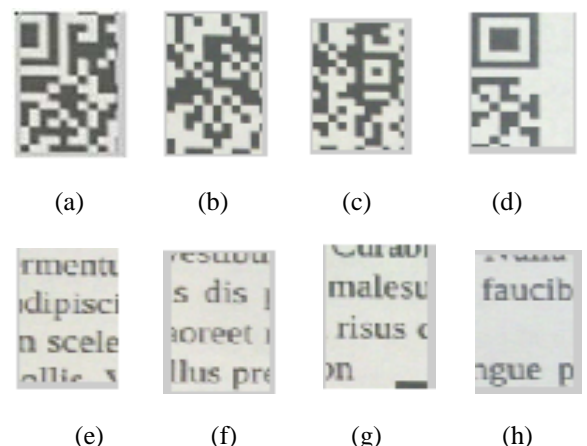 (a) (b) (c) (d)
rmentu
dipisci
n scele
s dis
aoreet
llus pre
malesu
risus
on
faucib
ngue p
(e) (f) (g) (h)